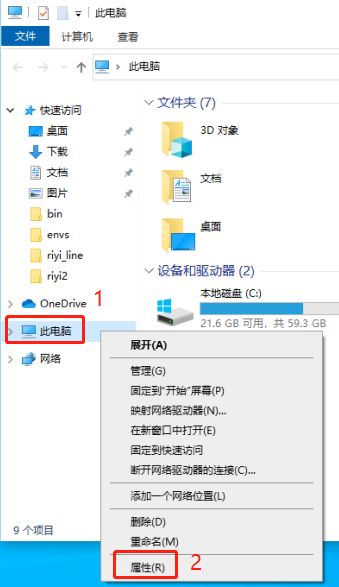 此电脑
文件 计算机 查看
此电脑
快速访问
桌面
下载
文档
图片
bin
envs
riyi_line
riyi2
OneDrive
1
此电脑
网络
文件夹 (7)
3D 对象
文档
桌面
设备和驱动器 (2)
本地磁盘 (C:)
21.6 GB 可用，共 59.3 GB
展开(A)
管理(G)
固定到"开始"屏幕(P)
映射网络驱动器(N)...
在新窗口中打开(E)
固定到快速访问
断开网络驱动器的连接(C)...
添加一个网络位置(L)
删除(D)
重命名(M)
属性(R) 2
9 个项目